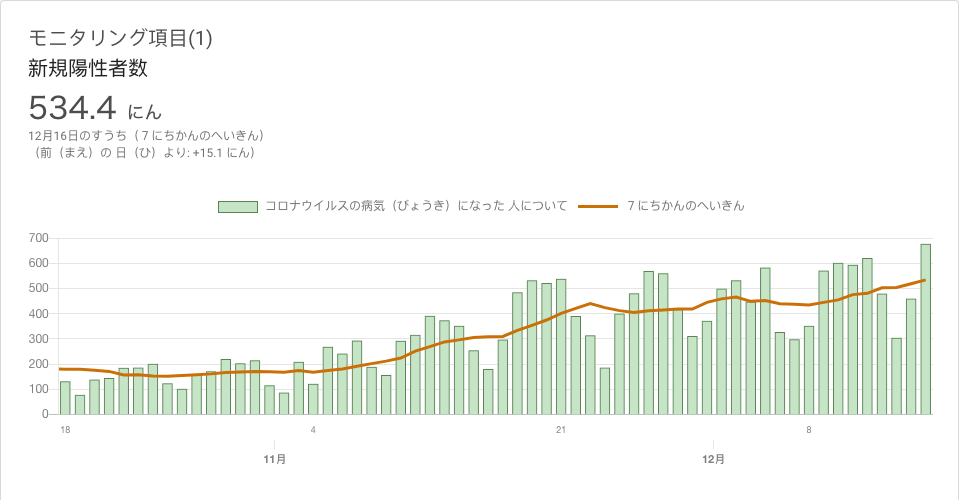 モニタリング項目(1)
新規陽性者数
534.4 にん
12月16日のすうち（７にちかんのへいきん）
（前（まえ）の 日（ひ）より: +15.1 にん）
コロナウイルスの病気（びょうき）になった 人について ７にちかんのへいきん
700
600
500
400
300
200
100
0
18 4 21 8
11月 12月